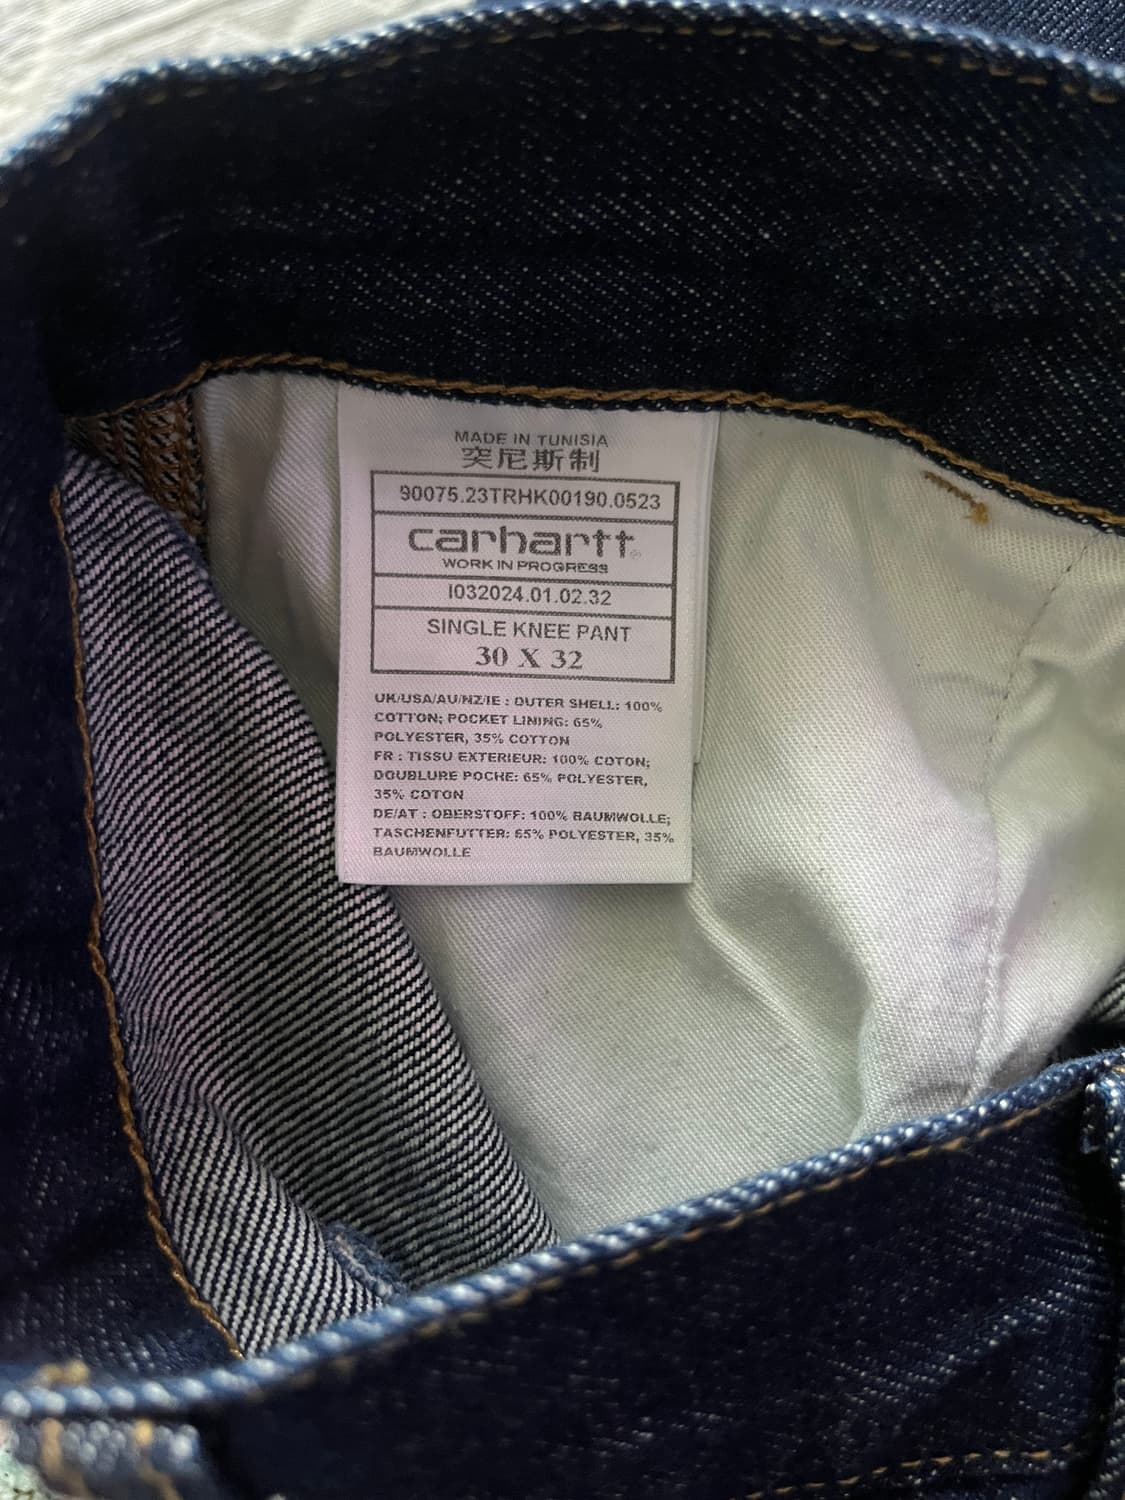 MADE IN TUNISIA
突尼斯制
90075.23TRHK00190.0523
carhartt®
WORK IN PROGRESS
I032024.01.02.32
SINGLE KNEE PANT
30 X 32
UK/USA/AU/NZ/IE : OUTER SHELL: 100%
COTTON; POCKET LINING: 65%
POLYESTER, 35% COTTON
FR : TISSU EXTERIEUR: 100% COTON;
DOUBLURE POCHE: 65% POLYESTER,
35% COTON
DE/AT : OBERSTOFF: 100% BAUMWOLLE;
TASCHENFUTTER: 65% POLYESTER, 35%
BAUMWOLLE